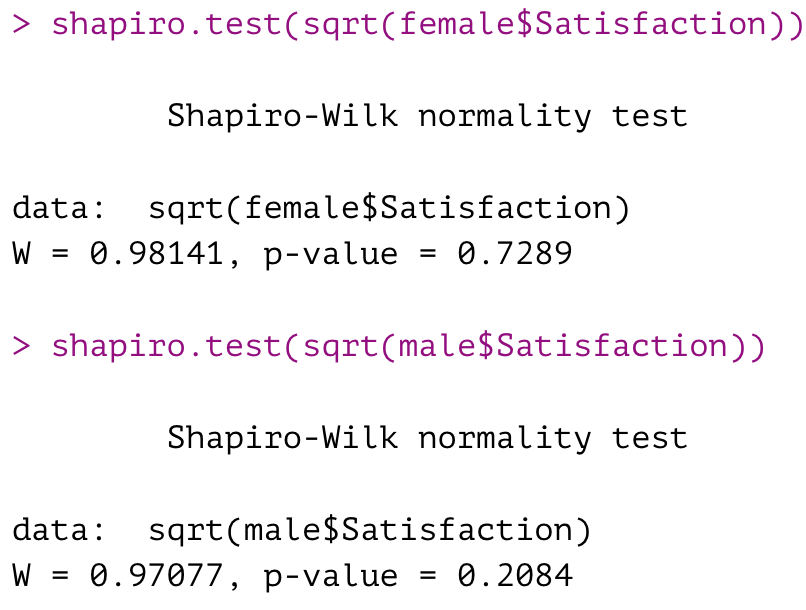 > shapiro.test(sqrt(female$Satisfaction))
Shapiro-Wilk normality test
data:  sqrt(female$Satisfaction)
W = 0.98141, p-value = 0.7289
> shapiro.test(sqrt(male$Satisfaction))
Shapiro-Wilk normality test
data:  sqrt(male$Satisfaction)
W = 0.97077, p-value = 0.2084